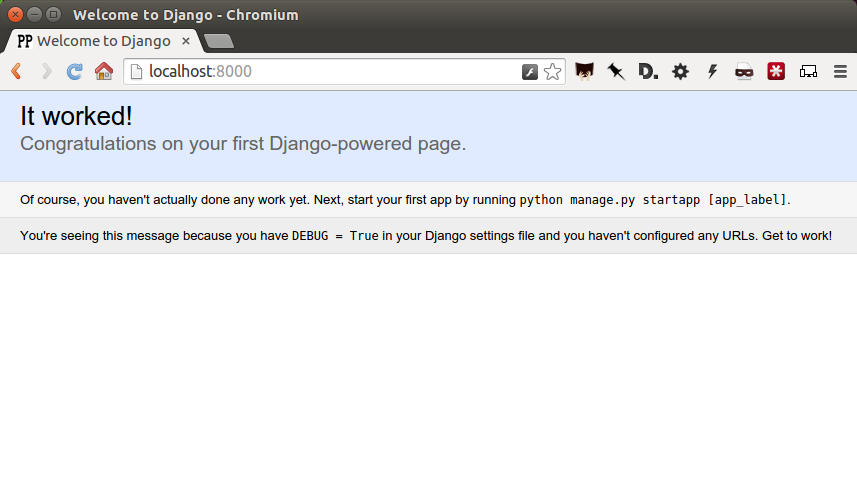 Welcome to Django - Chromium
PP Welcome to Django ×
localhost:8000
D.
It worked!
Congratulations on your first Django-powered page.
Of course, you haven't actually done any work yet. Next, start your first app by running python manage.py startapp [app_label].
You're seeing this message because you have DEBUG = True in your Django settings file and you haven't configured any URLs. Get to work!